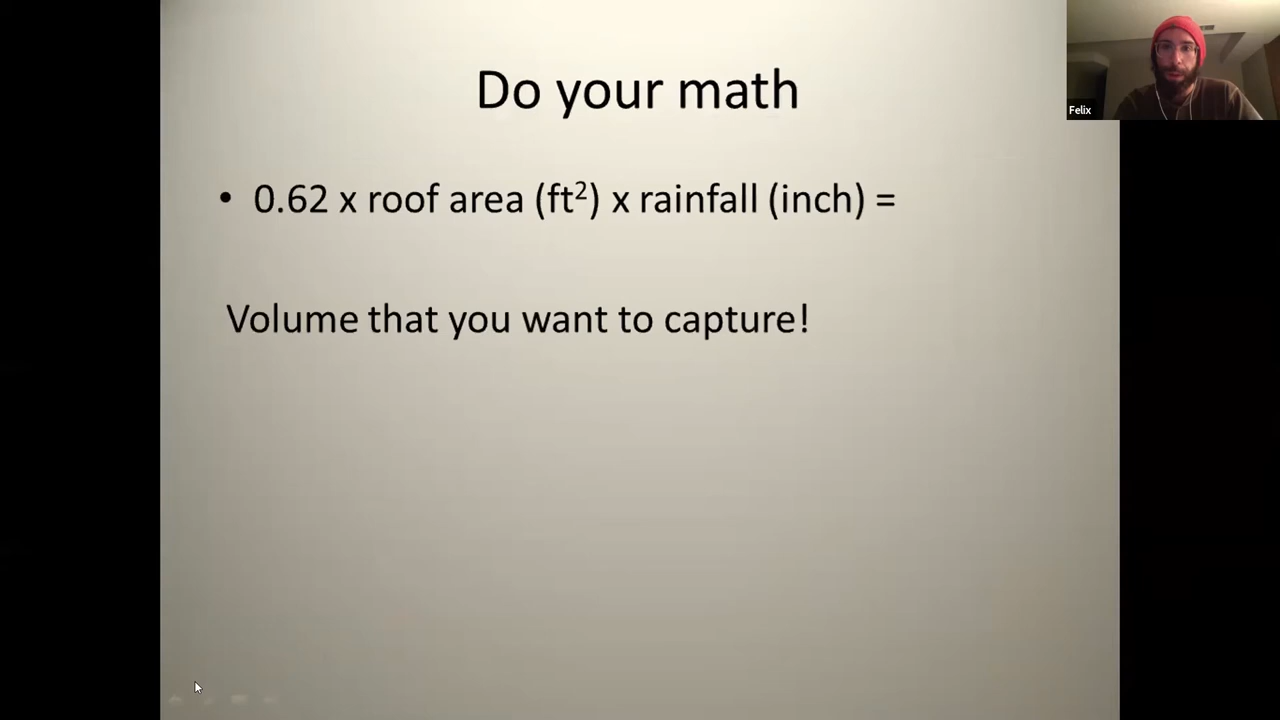 Do your math
• 0.62 x roof area (ft²) x rainfall (inch) =
Volume that you want to capture!
Felix